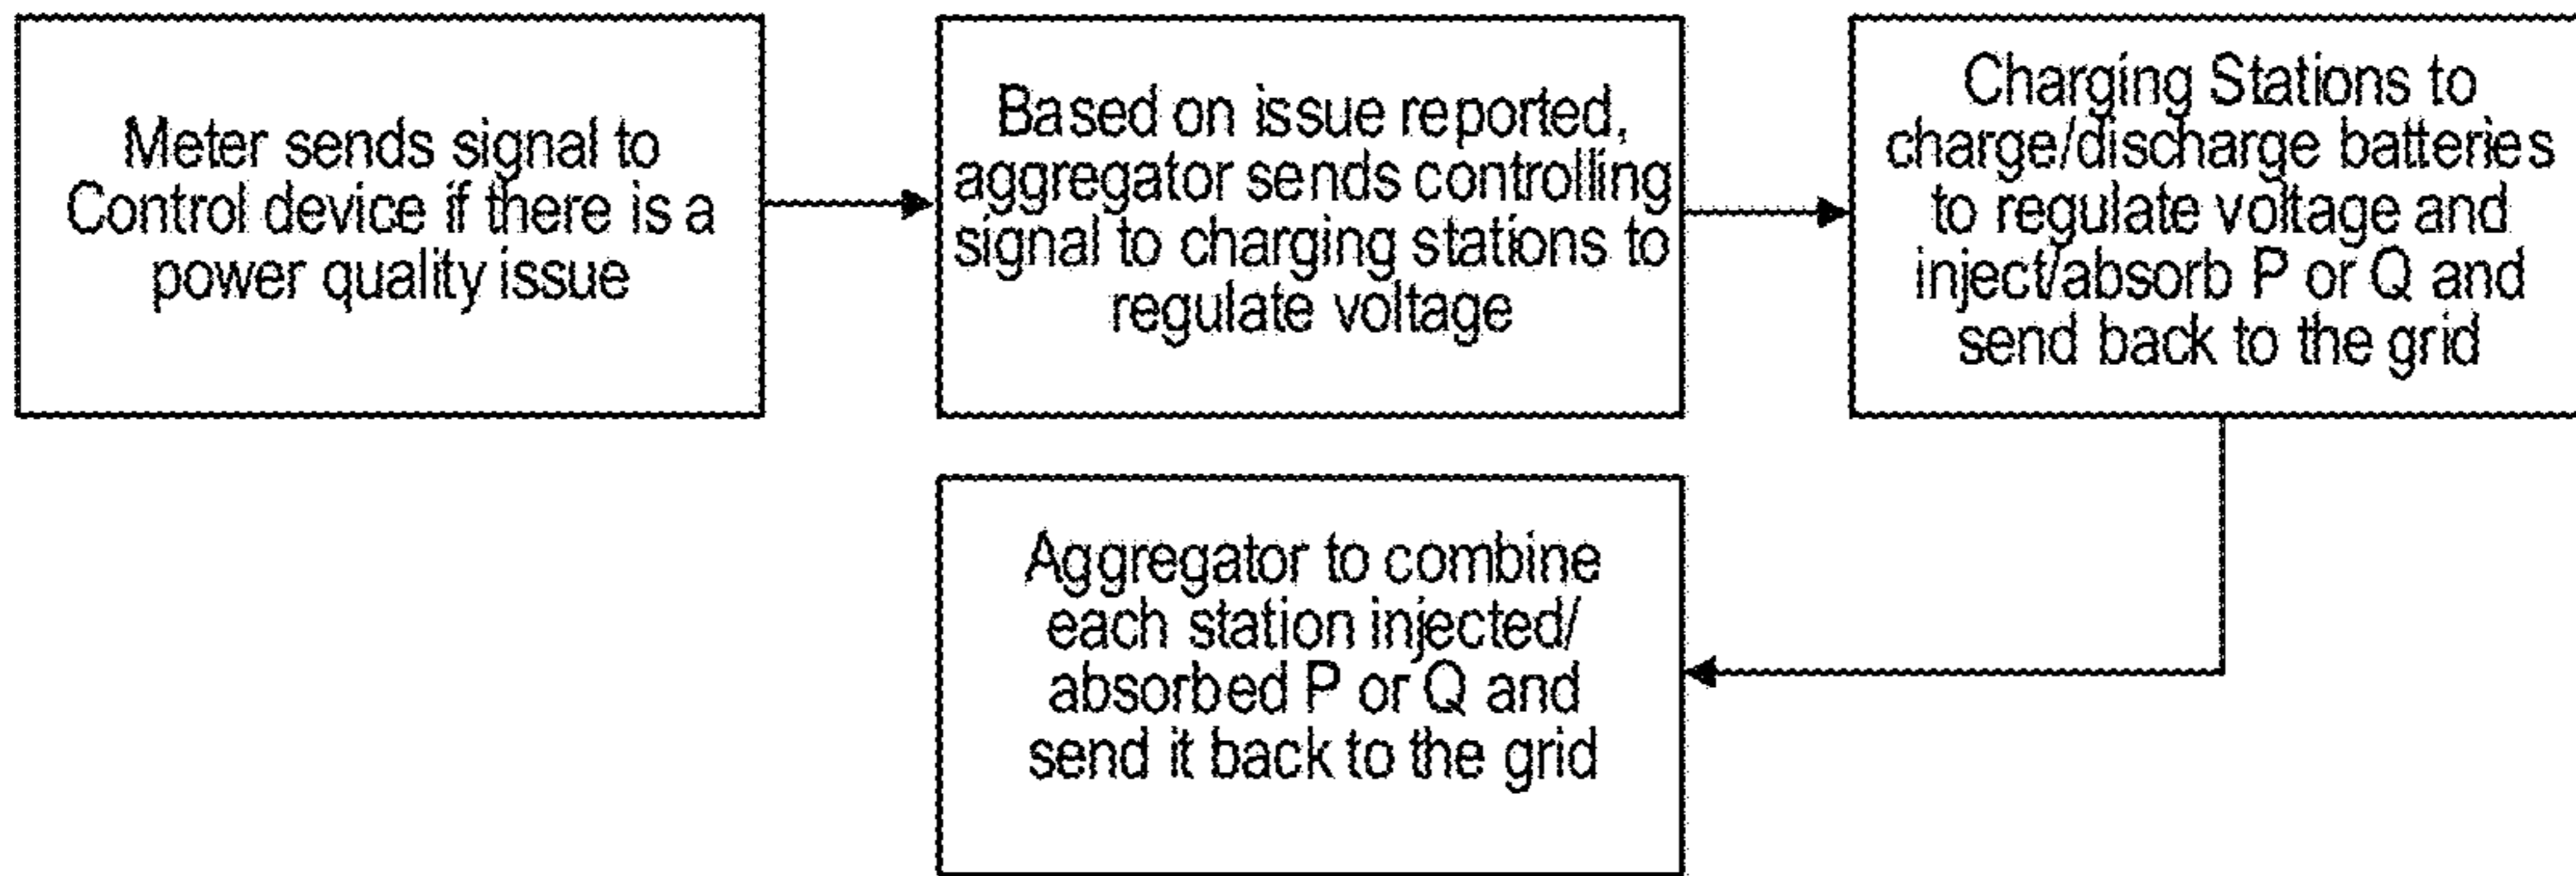 Meter sends signal to
Control device if there is a
power quality issue
Based on issue reported,
aggregator sends controlling
signal to charging stations to
regulate voltage
Charging Stations to
charge/discharge batteries
to regulate voltage and
inject/absorb P or Q and
send back to the grid
Aggregator to combine
each station injected/
absorbed P or Q and
send it back to the grid